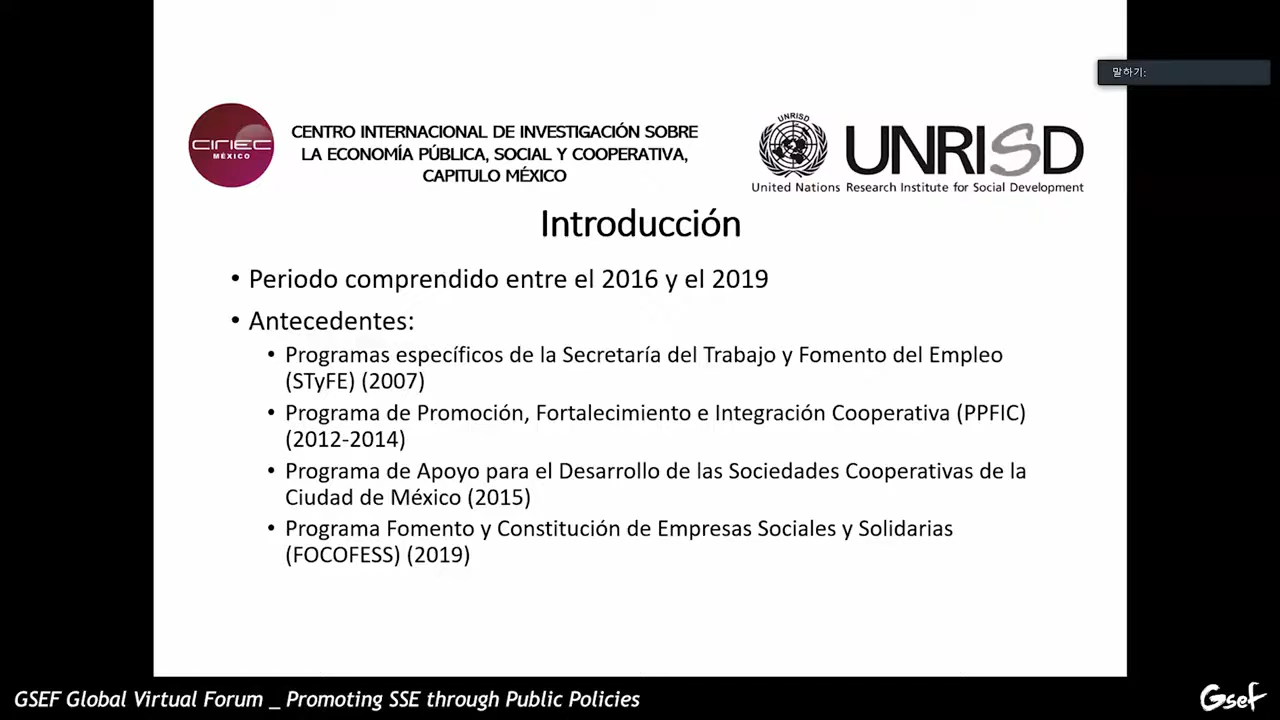 말하기:
CIRIEC
MÉXICO
CENTRO INTERNACIONAL DE INVESTIGACIÓN SOBRE
LA ECONOMÍA PÚBLICA, SOCIAL Y COOPERATIVA,
CAPITULO MÉXICO
UNRISD
UNRISD
United Nations Research Institute for Social Development
Introducción
• Periodo comprendido entre el 2016 y el 2019
• Antecedentes:
• Programas específicos de la Secretaría del Trabajo y Fomento del Empleo
(STyFE) (2007)
• Programa de Promoción, Fortalecimiento e Integración Cooperativa (PPFIC)
(2012-2014)
• Programa de Apoyo para el Desarrollo de las Sociedades Cooperativas de la
Ciudad de México (2015)
• Programa Fomento y Constitución de Empresas Sociales y Solidarias
(FOCOFESS) (2019)
GSEF Global Virtual Forum _ Promoting SSE through Public Policies
Gsef